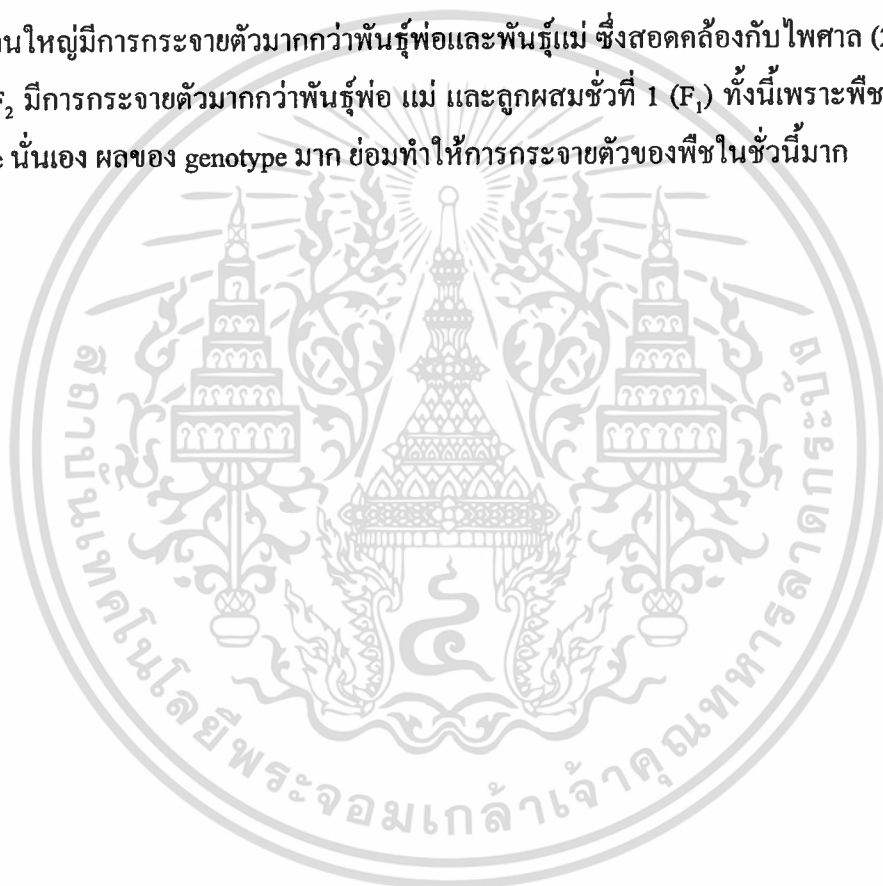 านใหญ่มีการกระจายตัวมากกว่าพันธุ์พ่อและพันธุ์แม่ ซึ่งสอดคล้องกับไพศาล (2
F₂ มีการกระจายตัวมากกว่าพันธุ์พ่อ แม่ และลูกผสมชั่วที่ 1 (F₁) ทั้งนี้เพราะพืช
e นั่นเอง ผลของ genotype มาก ย่อมทำให้การกระจายตัวของพืชในชั่วนี้มาก
สถาบันเทคโนโลยีพระจอมเกล้าเจ้าคุณทหารลาดกระบัง